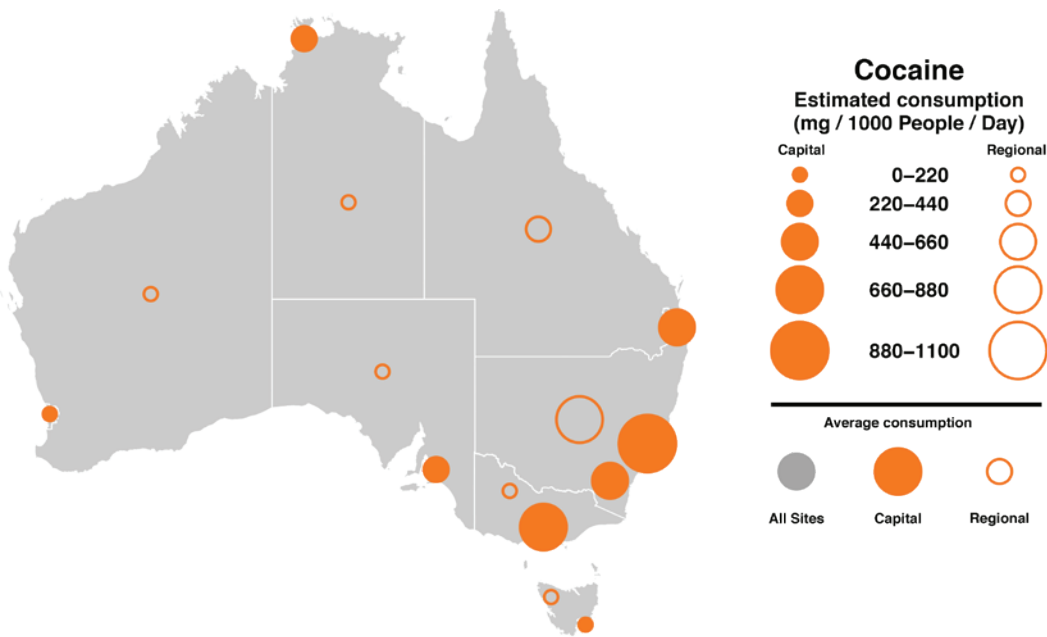 Cocaine
Estimated consumption
(mg / 1000 People / Day)
Capital
Regional
0–220
220–440
440–660
660–880
880–1100
Average consumption
All Sites
Capital
Regional